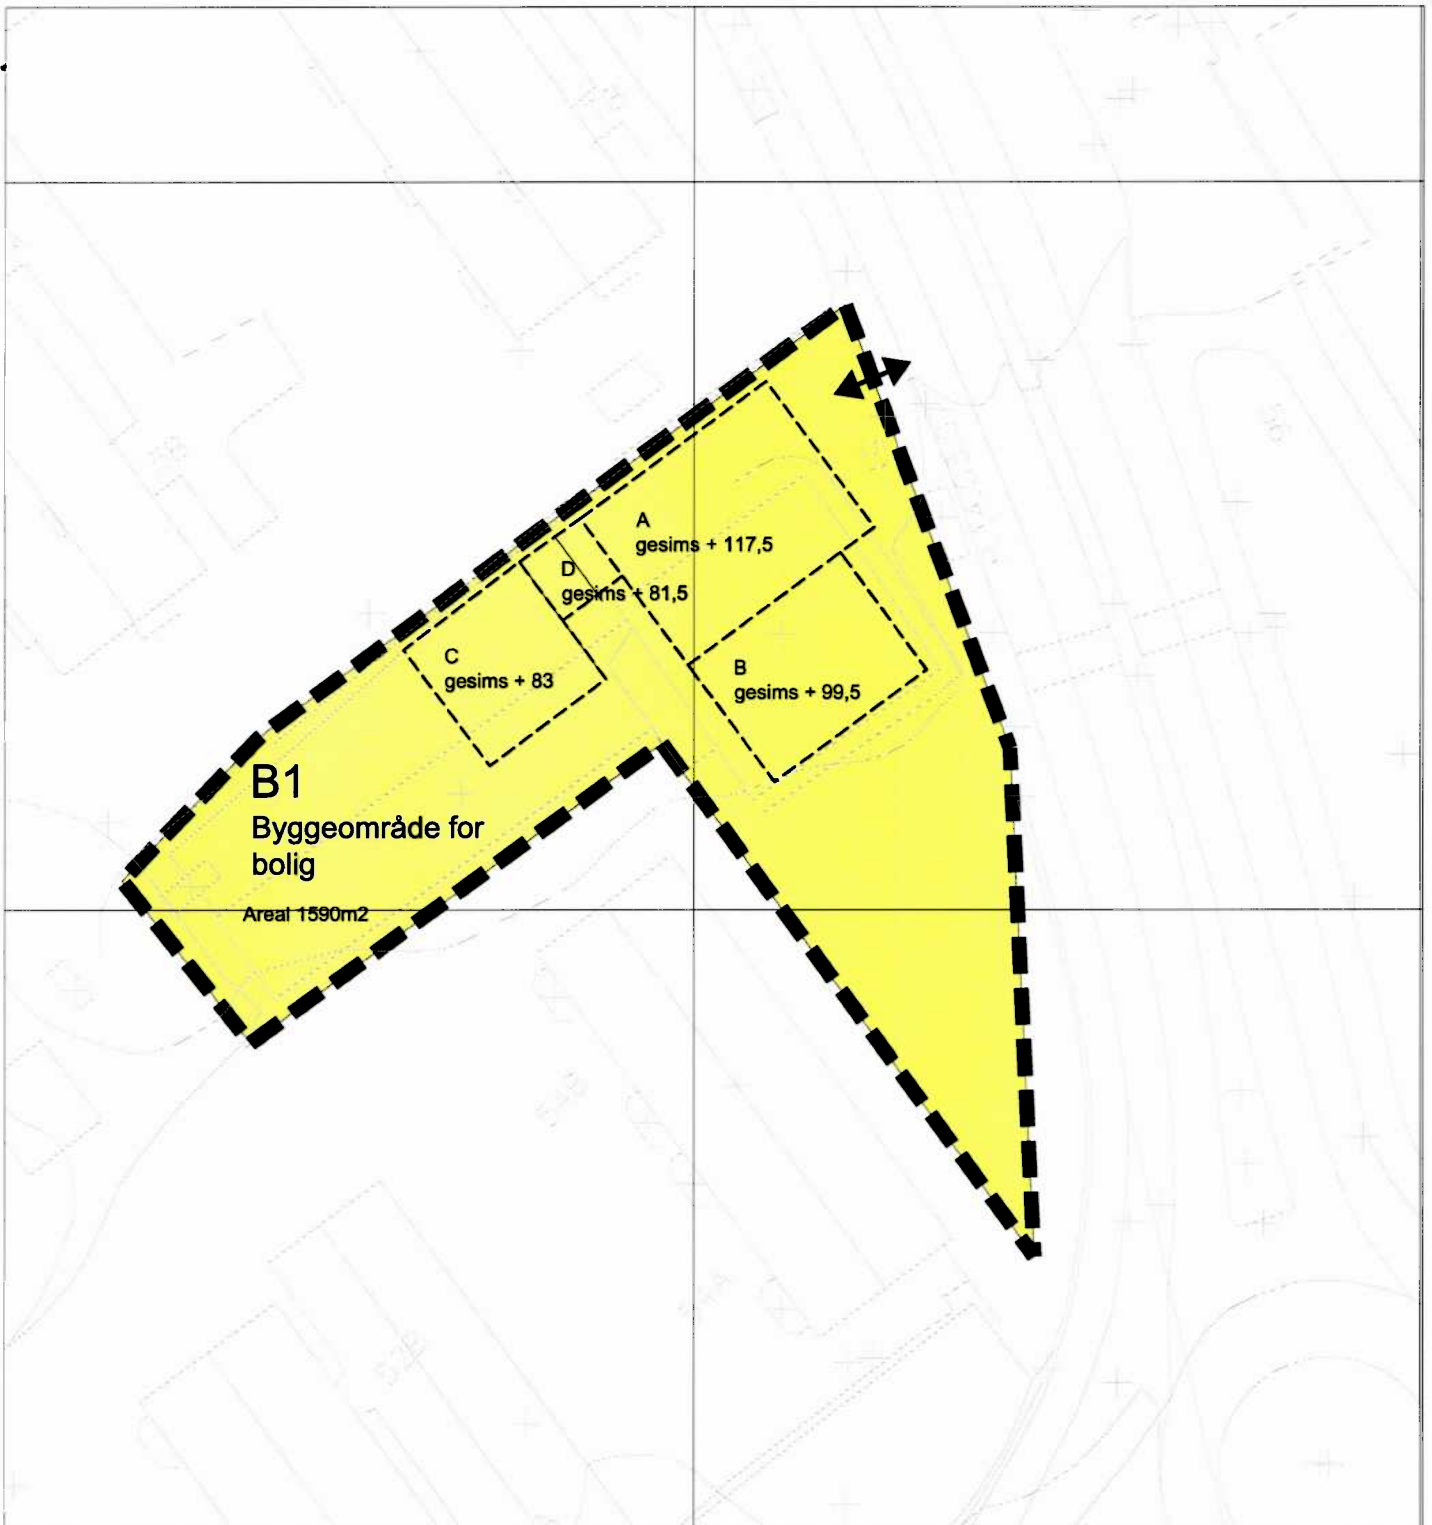 A
gesims + 117,5
D
gesims + 81,5
C
gesims + 83
B
gesims + 99,5
B1
Byggeområde for
bolig
Areal 1590m2